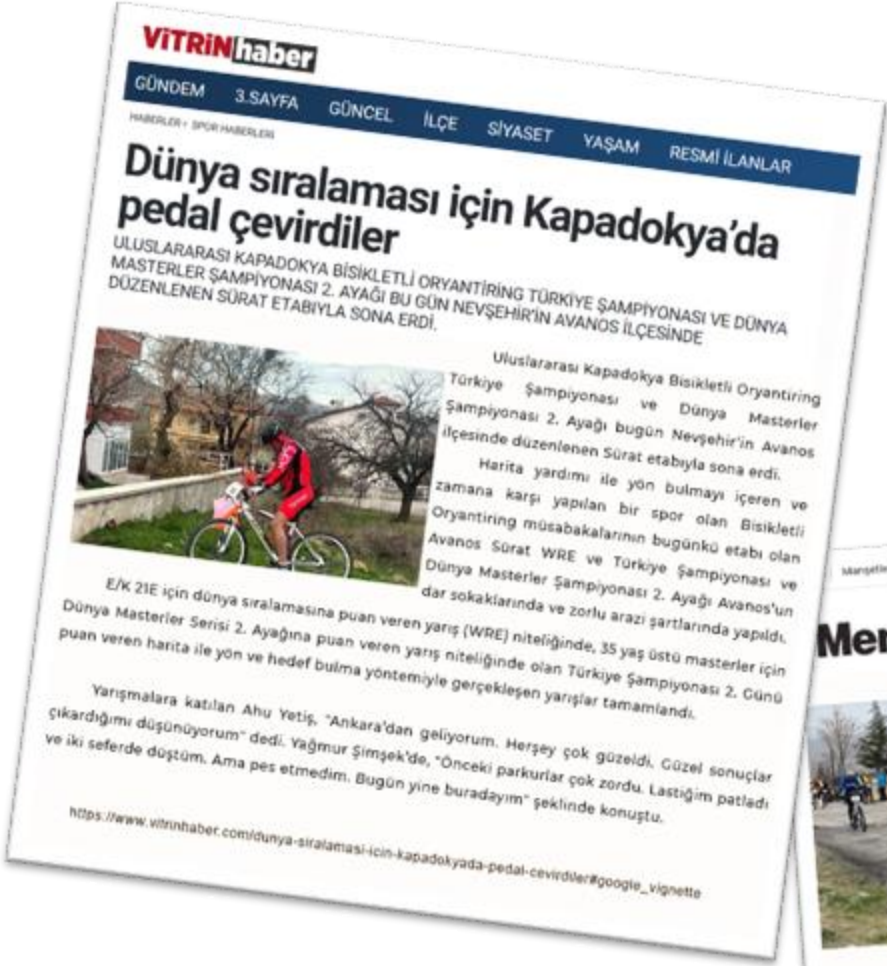 ViTRiNhaber
GÜNDEM 3.SAYFA GÜNCEL İLÇE SİYASET YAŞAM RESMİ İLANLAR
HABERLER › SPOR HABERLERİ
Dünya sıralaması için Kapadokya'da
pedal çevirdiler
ULUSLARARASI KAPADOKYA BİSİKLETLİ ORYANTİRİNG TÜRKİYE ŞAMPİYONASI VE DÜNYA
MASTERLER ŞAMPİYONASI 2. AYAĞI BU GÜN NEVŞEHİR'İN AVANOS İLÇESİNDE
DÜZENLENEN SÜRAT ETABIYLA SONA ERDİ.
Uluslararası Kapadokya Bisikletli Oryantiring
Türkiye Şampiyonası ve Dünya Masterler
Şampiyonası 2. Ayağı bugün Nevşehir'in Avanos
ilçesinde düzenlenen Sürat etabıyla sona erdi.
Harita yardımı ile yön bulmayı içeren ve
zamana karşı yapılan bir spor olan Bisikletli
Oryantiring müsabakalarının bugünkü etabı olan
Avanos Sürat WRE ve Türkiye Şampiyonası ve
Dünya Masterler Şampiyonası 2. Ayağı Avanos'un
dar sokaklarında ve zorlu arazi şartlarında yapıldı.
E/K 21E için dünya sıralamasına puan veren yarış (WRE) niteliğinde, 35 yaş üstü masterler için
Dünya Masterler Serisi 2. Ayağına puan veren yarış niteliğinde olan Türkiye Şampiyonası 2. Günü
puan veren harita ile yön ve hedef bulma yöntemiyle gerçekleşen yarışlar tamamlandı.
Yarışmalara katılan Ahu Yetiş, "Ankara'dan geliyorum. Herşey çok güzeldi. Güzel sonuçlar
çıkardığımı düşünüyorum" dedi. Yağmur Şimşek'de, "Önceki parkurlar çok zordu. Lastiğim patladı
ve iki seferde düştüm. Ama pes etmedim. Bugün yine buradayım" şeklinde konuştu.
https://www.vitrinhaber.com/dunya-siralamasi-icin-kapadokyada-pedal-cevirdiler#google_vignette